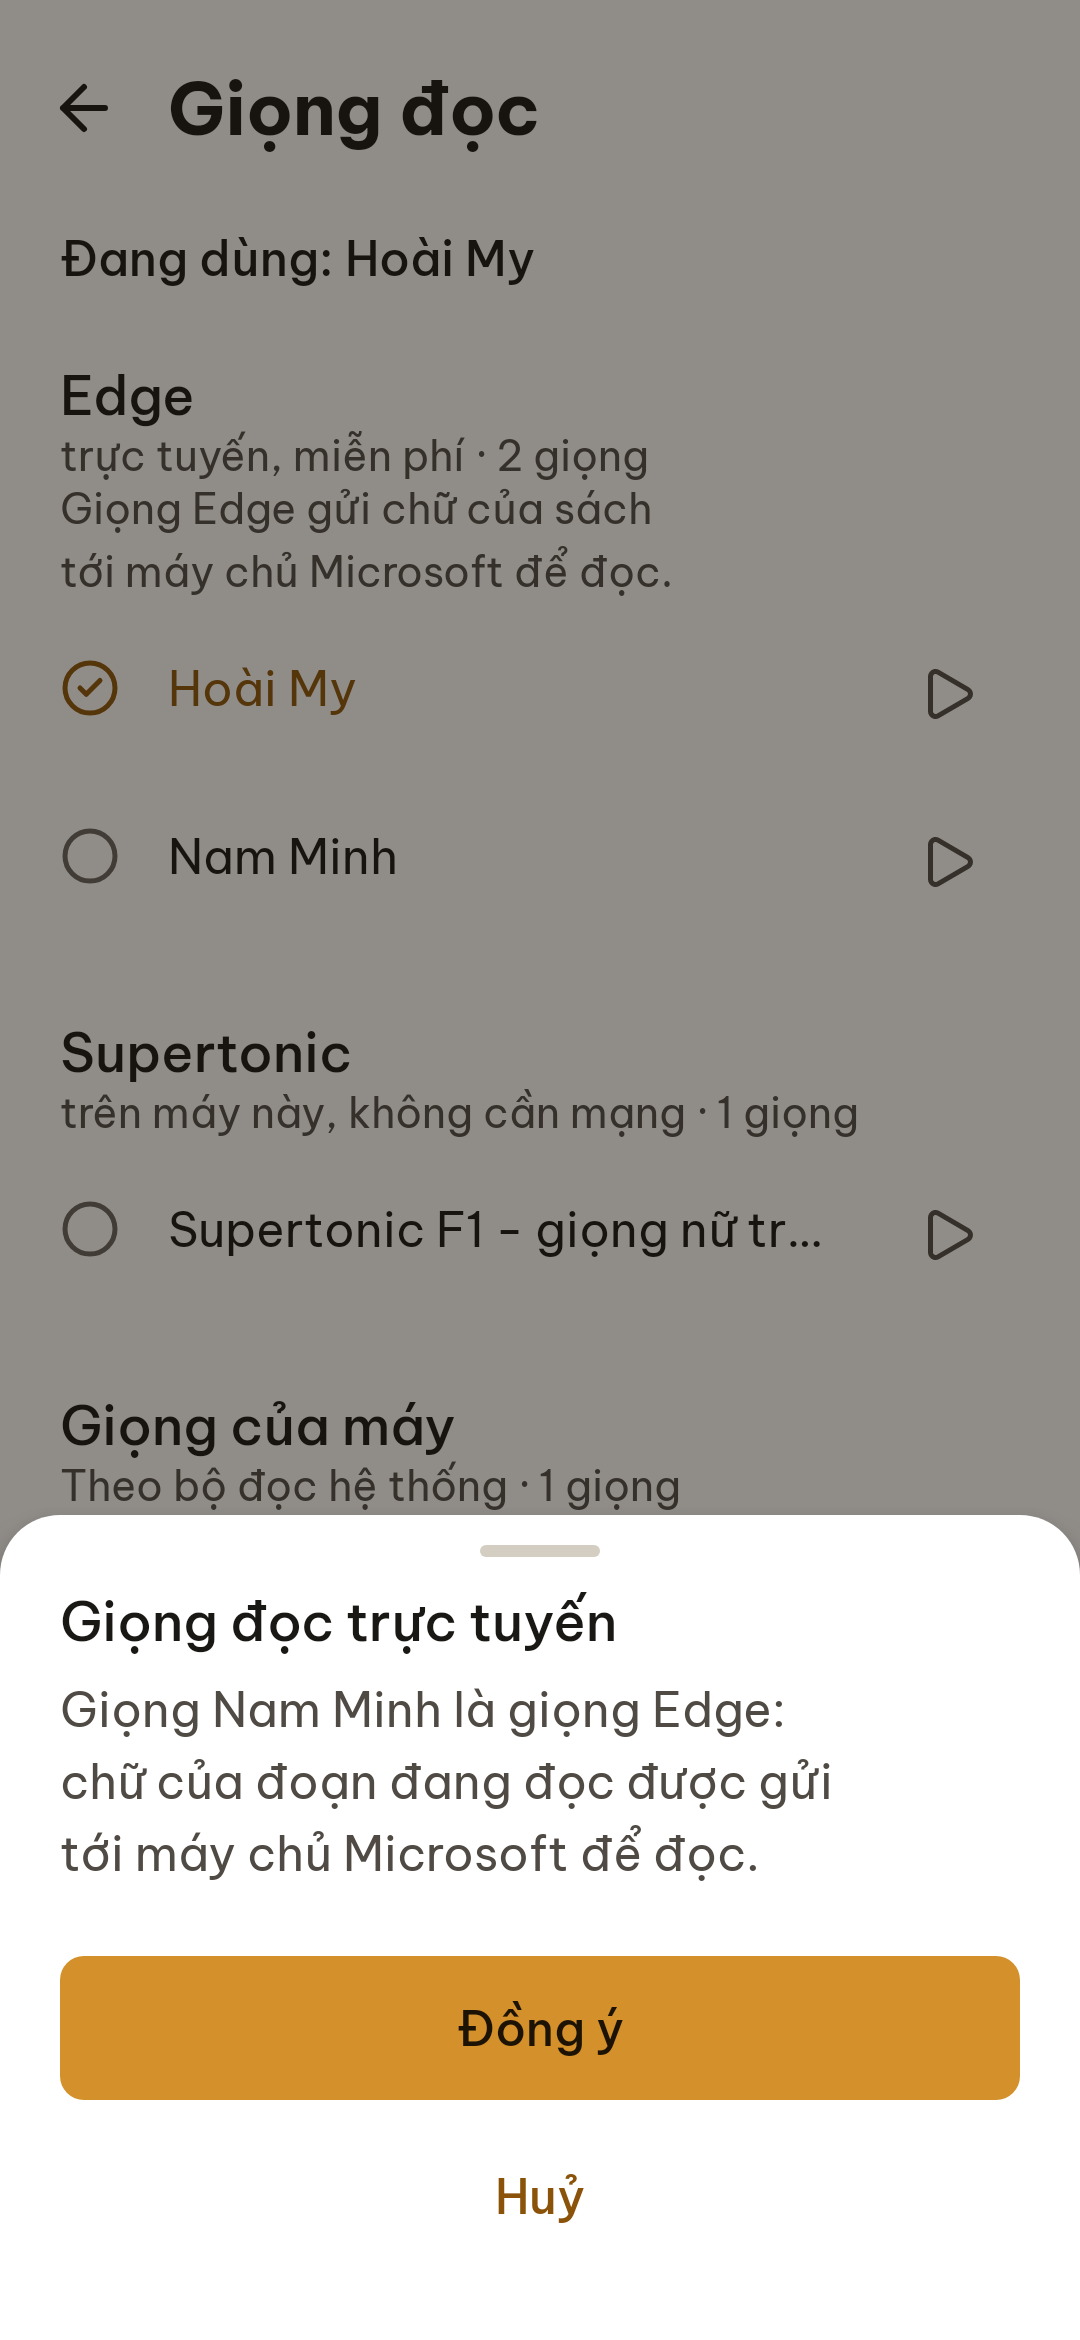 Giọng đọc
Đang dùng: Hoài My
Edge
trực tuyến, miễn phí · 2 giọng
Giọng Edge gửi chữ của sách
tới máy chủ Microsoft để đọc.
Hoài My
Nam Minh
Supertonic
trên máy này, không cần mạng · 1 giọng
Supertonic F1 – giọng nữ tr...
Giọng của máy
Theo bộ đọc hệ thống · 1 giọng
Giọng đọc trực tuyến
Giọng Nam Minh là giọng Edge:
chữ của đoạn đang đọc được gửi
tới máy chủ Microsoft để đọc.
Đồng ý
Huỷ